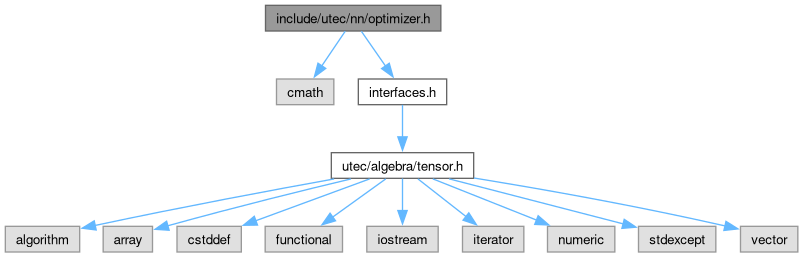 include/utec/nn/optimizer.h
cmath
interfaces.h
utec/algebra/tensor.h
algorithm
array
cstddef
functional
iostream
iterator
numeric
stdexcept
vector